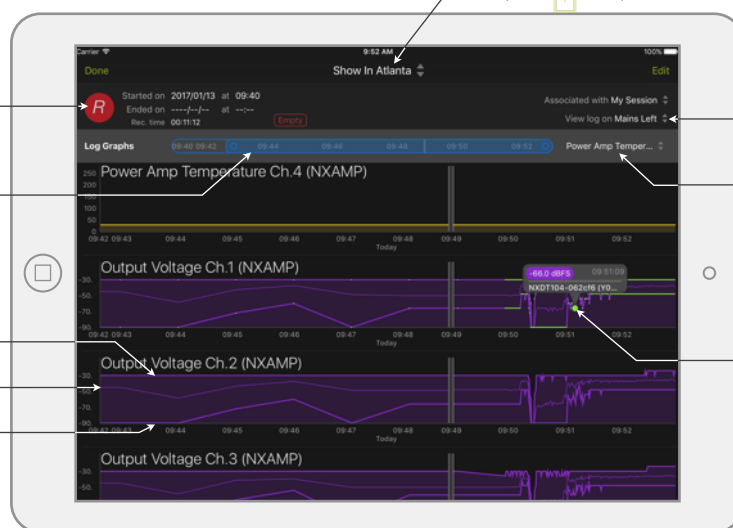 Carrier 9:52 AM 100%
Done Show In Atlanta Edit
R
Started on 2017/01/13 at 09:40
Ended on ----/--/-- at --:--
Rec. time 00:11:12 Empty
Associated with My Session
View log on Mains Left
Log Graphs 09:40 09:42 09:44 09:46 09:48 09:50 09:52 Power Amp Temper...
Power Amp Temperature Ch.4 (NXAMP)
250
200
100
50
0
09:42 09:43 09:44 09:45 09:46 09:47 09:48 09:49 09:50 09:51 09:52
Today
Output Voltage Ch.1 (NXAMP)
-66.0 dBFS 09:51:09
NXDT104-062cf6 (Y0...
-30.
-50.
-70.
-90.
09:42 09:43 09:44 09:45 09:46 09:47 09:48 09:49 09:50 09:51 09:52
Today
Output Voltage Ch.2 (NXAMP)
-30.
-50.
-70.
-90.
09:42 09:43 09:44 09:45 09:46 09:47 09:48 09:49 09:50 09:51 09:52
Today
Output Voltage Ch.3 (NXAMP)
-30.
-50.